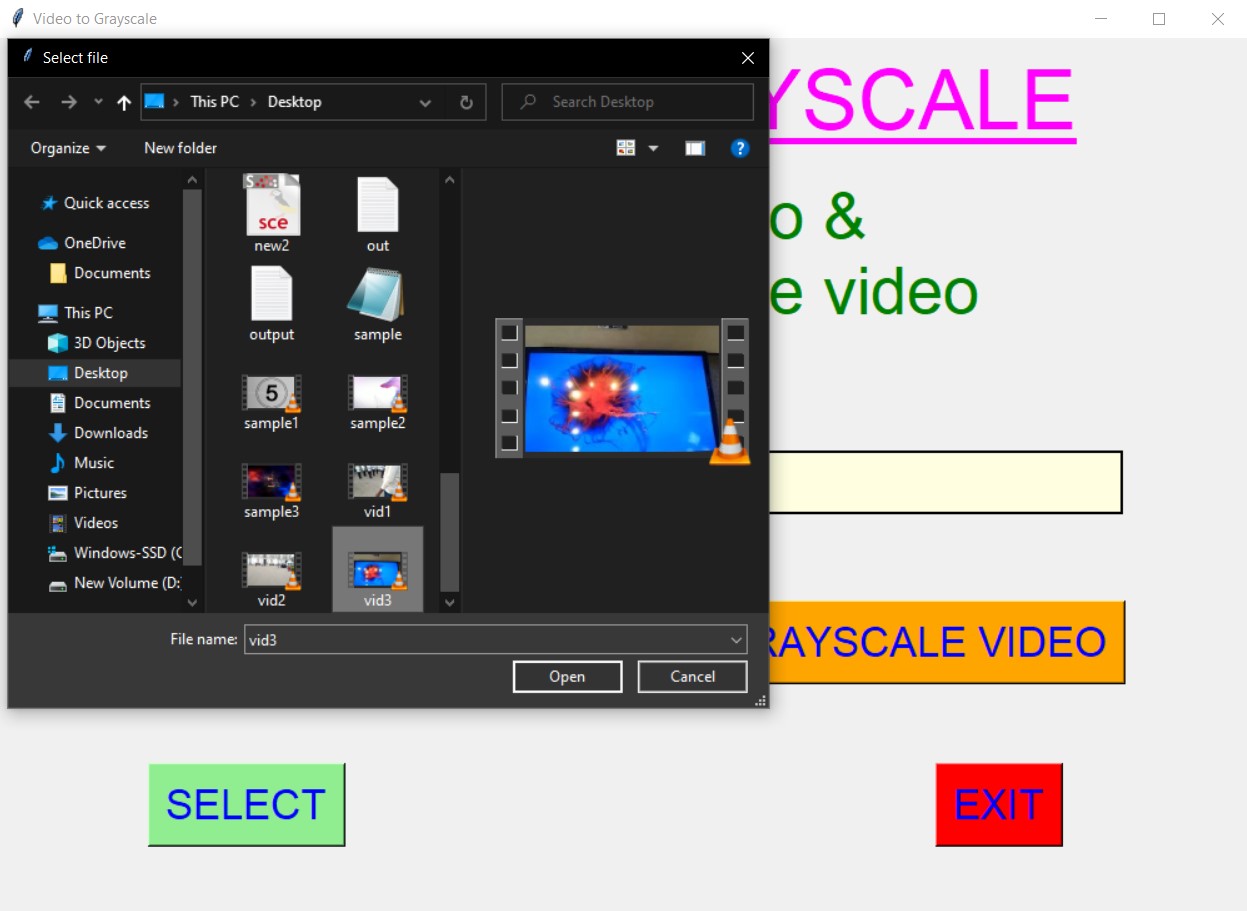 Video to Grayscale
Select file
YSCALE
This PC > Desktop
Search Desktop
Organize
New folder
?
o &
e video
Quick access
OneDrive
Documents
This PC
3D Objects
Desktop
Documents
Downloads
Music
Pictures
Videos
Windows-SSD (C
New Volume (D:
S
sce
new2
out
output
sample
5
sample1
sample2
sample3
vid1
vid2
vid3
File name: vid3
Open
Cancel
RAYSCALE VIDEO
SELECT
EXIT